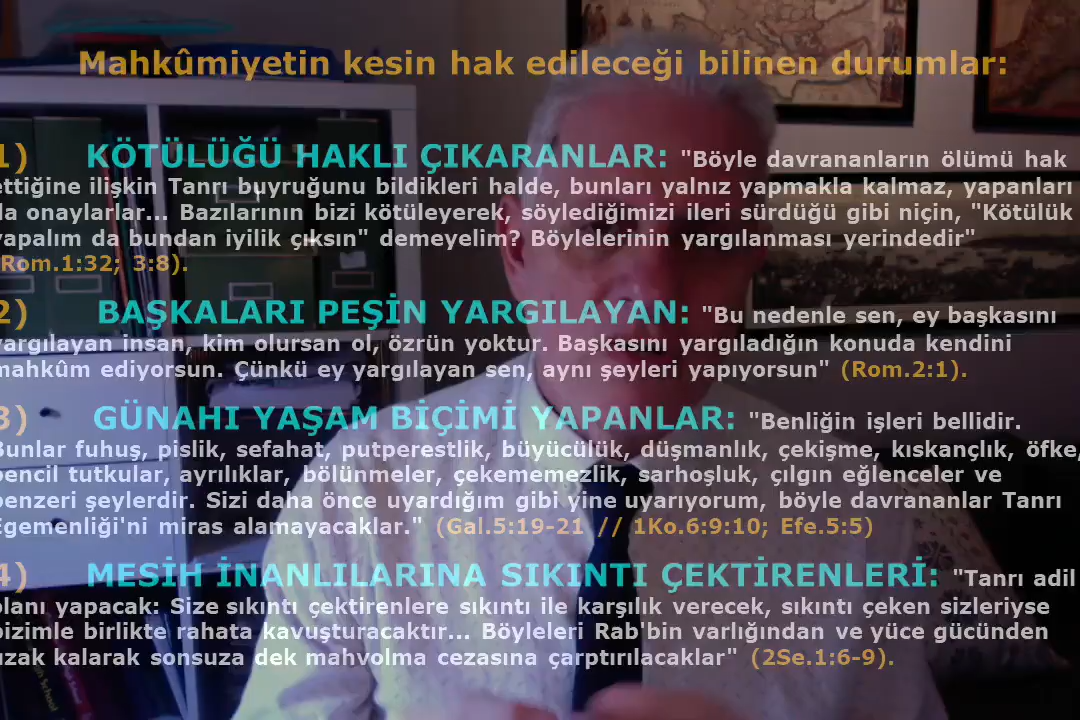 Mahkûmiyetin kesin hak edileceği bilinen durumlar:
1) KÖTÜLÜĞÜ HAKLI ÇIKARANLAR: "Böyle davrananların ölümü hak
ettiğine ilişkin Tanrı buyruğunu bildikleri halde, bunları yalnız yapmakla kalmaz, yapanları
da onaylarlar... Bazılarının bizi kötüleyerek, söylediğimizi ileri sürdüğü gibi niçin, "Kötülük
yapalım da bundan iyilik çıksın" demeyelim? Böylelerinin yargılanması yerindedir"
(Rom.1:32; 3:8).
2) BAŞKALARI PEŞİN YARGILAYAN: "Bu nedenle sen, ey başkasını
yargılayan insan, kim olursan ol, özrün yoktur. Başkasını yargıladığın konuda kendini
mahkûm ediyorsun. Çünkü ey yargılayan sen, aynı şeyleri yapıyorsun" (Rom.2:1).
3) GÜNAHI YAŞAM BİÇİMİ YAPANLAR: "Benliğin işleri bellidir.
Bunlar fuhuş, pislik, sefahat, putperestlik, büyücülük, düşmanlık, çekişme, kıskançlık, öfke,
bencil tutkular, ayrılıklar, bölünmeler, çekememezlik, sarhoşluk, çılgın eğlenceler ve
benzeri şeylerdir. Sizi daha önce uyardığım gibi yine uyarıyorum, böyle davrananlar Tanrı
Egemenliği'ni miras alamayacaklar." (Gal.5:19-21 // 1Ko.6:9:10; Efe.5:5)
4) MESİH İNANLILARINA SIKINTI ÇEKTİRENLERİ: "Tanrı adil
olanı yapacak: Size sıkıntı çektirenlere sıkıntı ile karşılık verecek, sıkıntı çeken sizleriyse
bizimle birlikte rahata kavuşturacaktır... Böyleleri Rab'bin varlığından ve yüce gücünden
uzak kalarak sonsuza dek mahvolma cezasına çarptırılacaklar" (2Se.1:6-9).